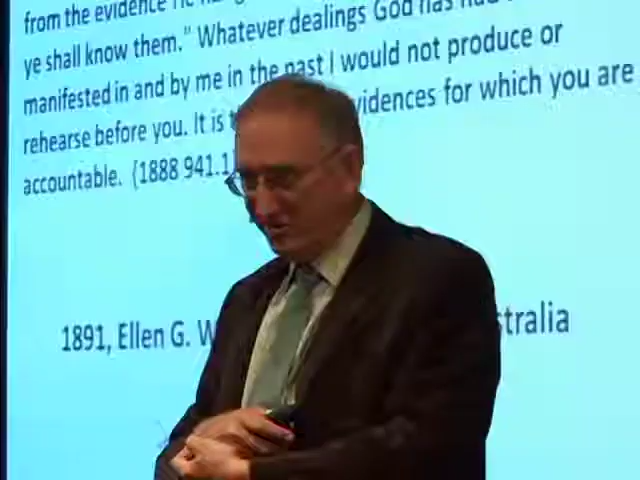 from the evidence He
ye shall know them." Whatever dealings God has had
manifested in and by me in the past I would not produce or
rehearse before you. It is vidences for which you are
accountable. (1888 941.1
1891, Ellen G. W stralia